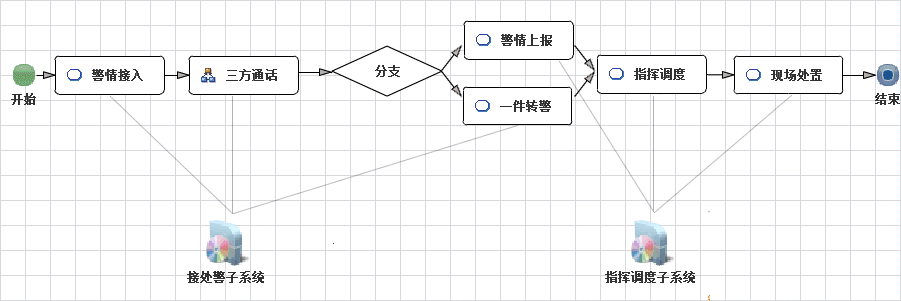 警情上报
警情接入
三方通话
分支
指挥调度
现场处置
开始
一件转警
结束
接处警子系统
指挥调度子系统